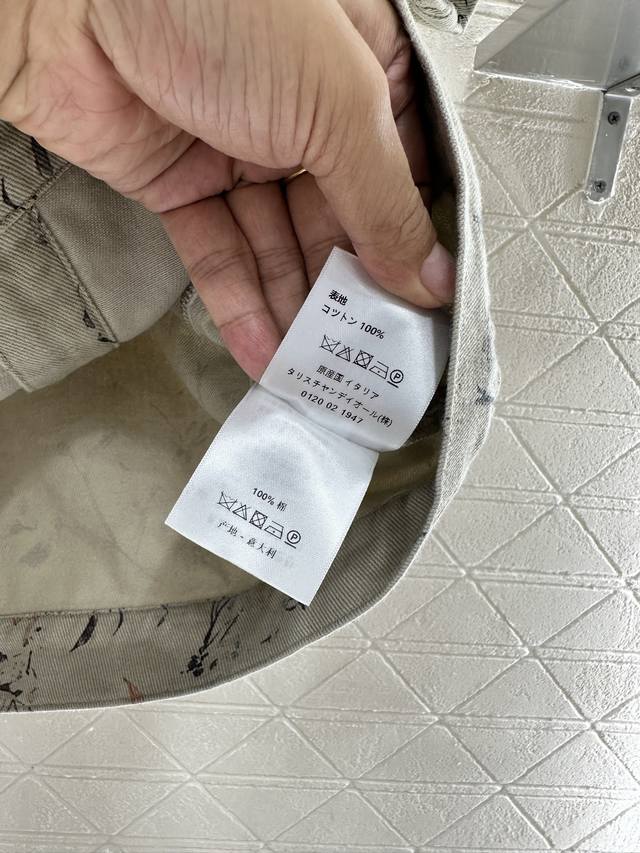 表地
コットン 100%
原産国 イタリア
タリスチャンディオール(株)
0120 02 1947
100% 棉
产地 - 意大利